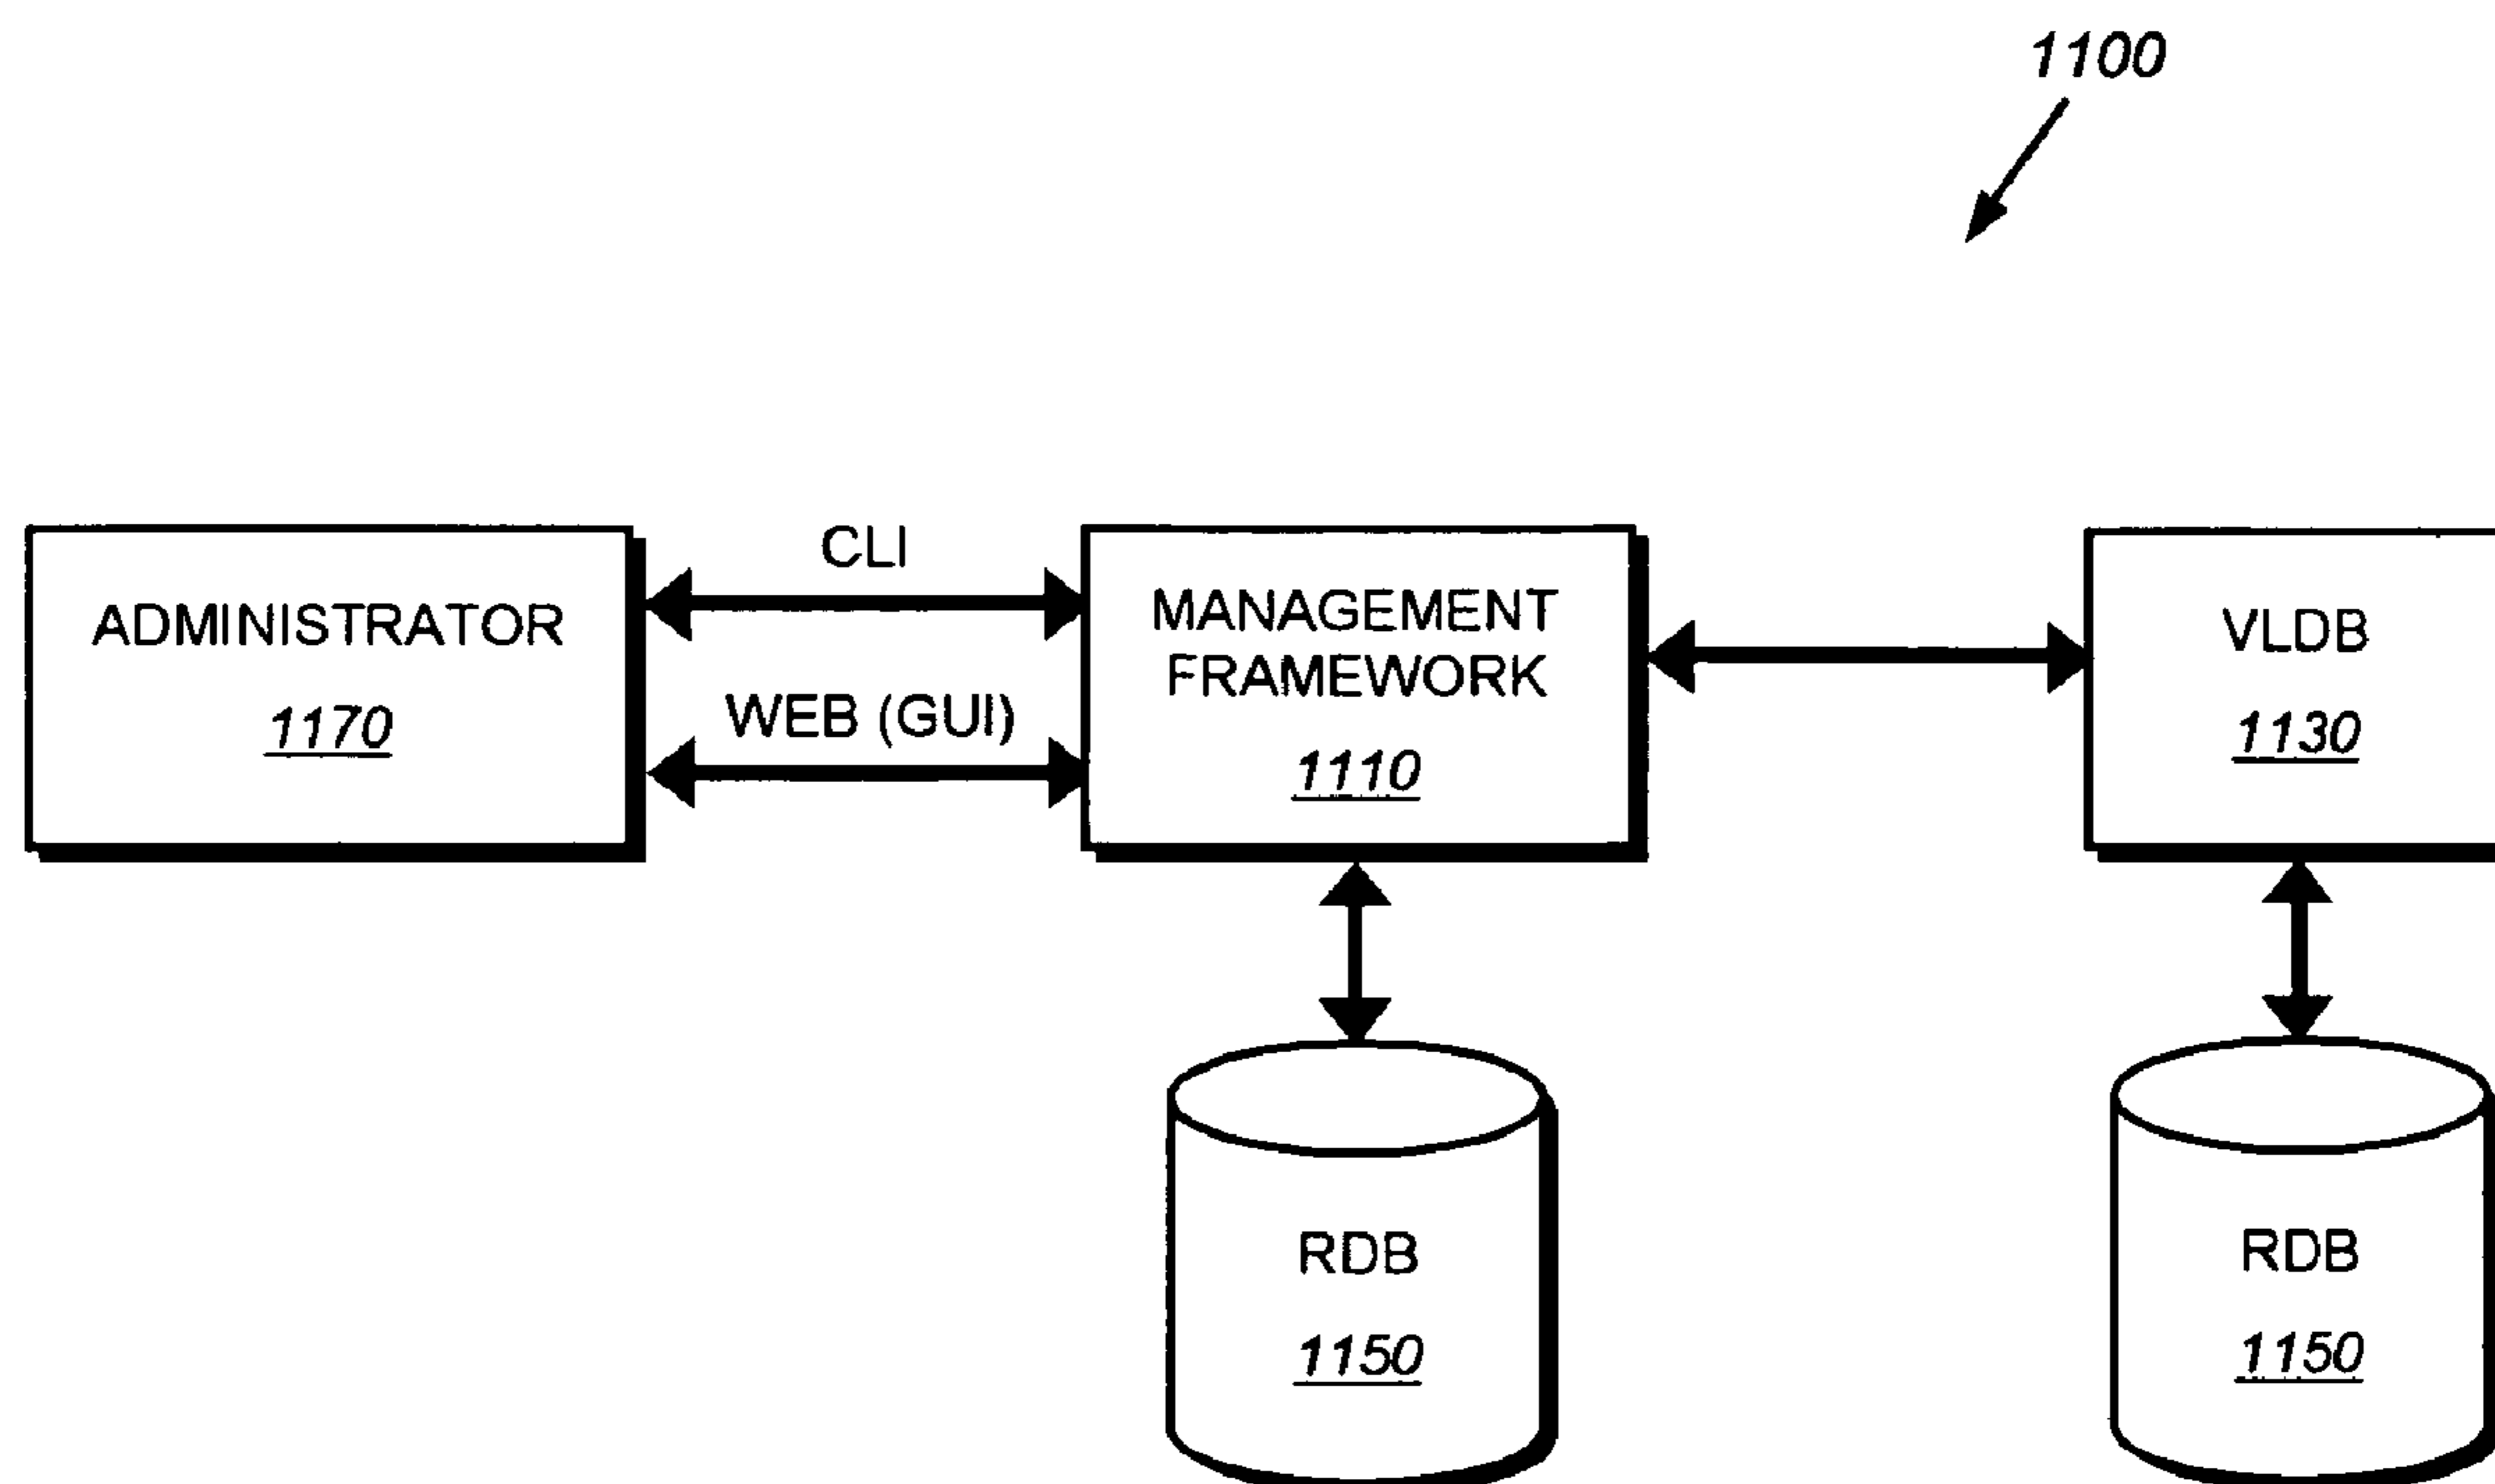 1100
CLI
ADMINISTRATOR
1170
WEB (GUI)
MANAGEMENT
FRAMEWORK
1110
VLDB
1130
RDB
1150
RDB
1150